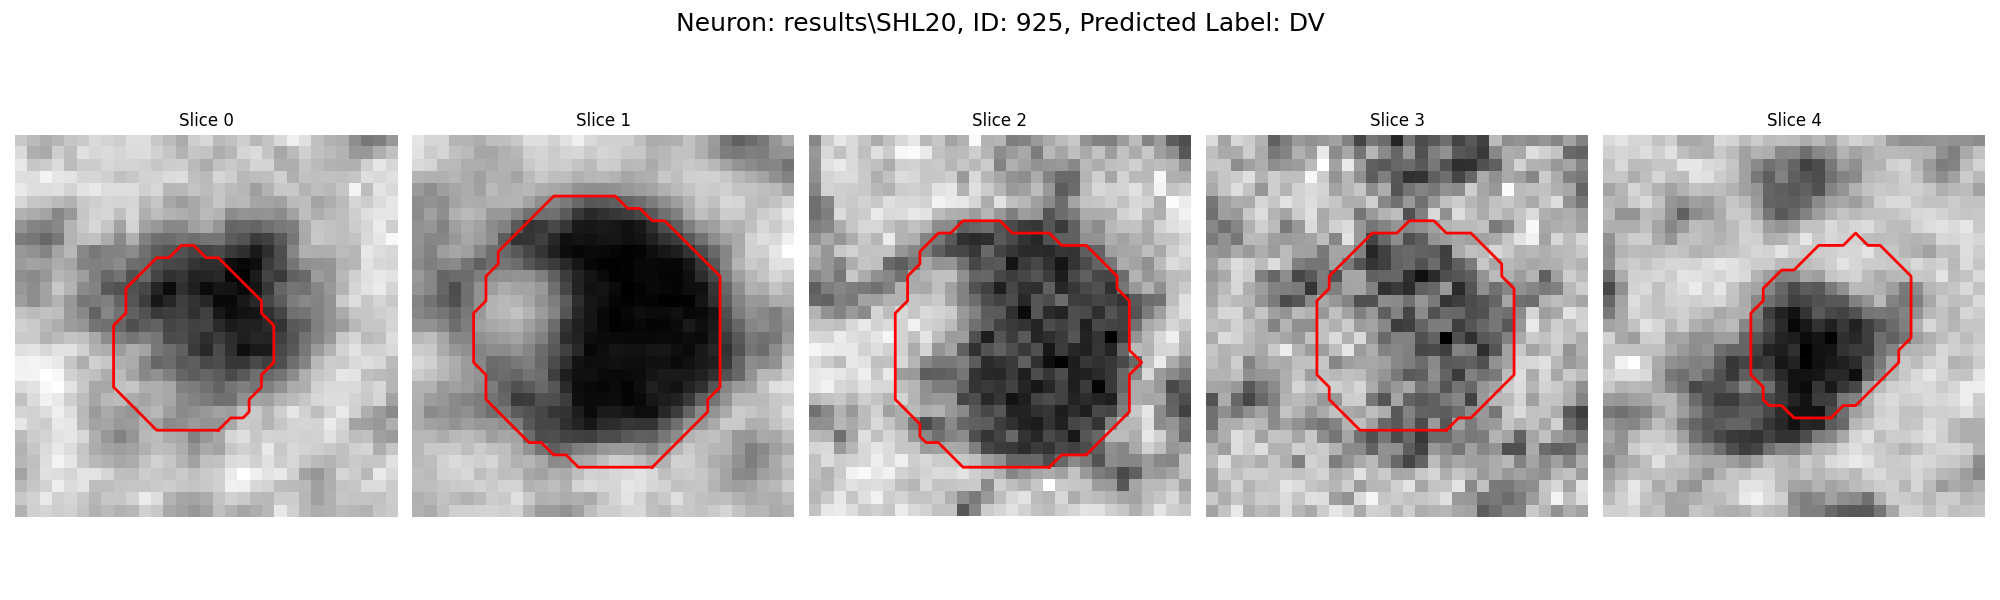 Neuron: results\SHL20, ID: 925, Predicted Label: DV
Slice 0
Slice 1
Slice 2
Slice 3
Slice 4